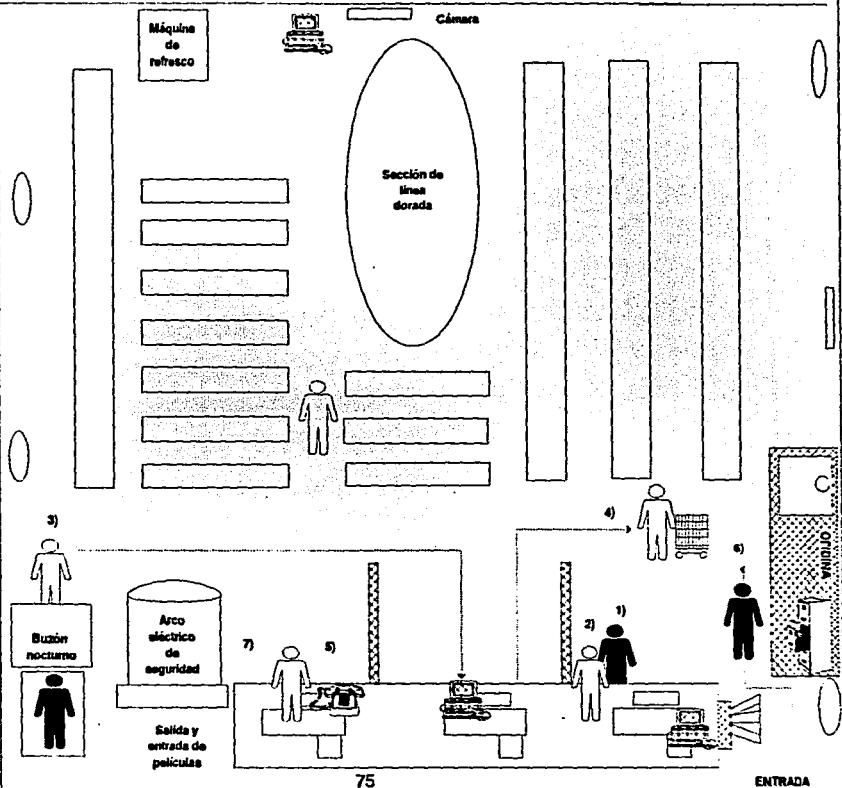 Máquina
de
refresco
Cámara
Sección de
línea
dorada
3)
4)
6)
OFICINA
1)
2)
Buzón
nocturno
Arco
eléctrico
de
seguridad
7)
5)
Salida y
entrada de
películas
75
ENTRADA